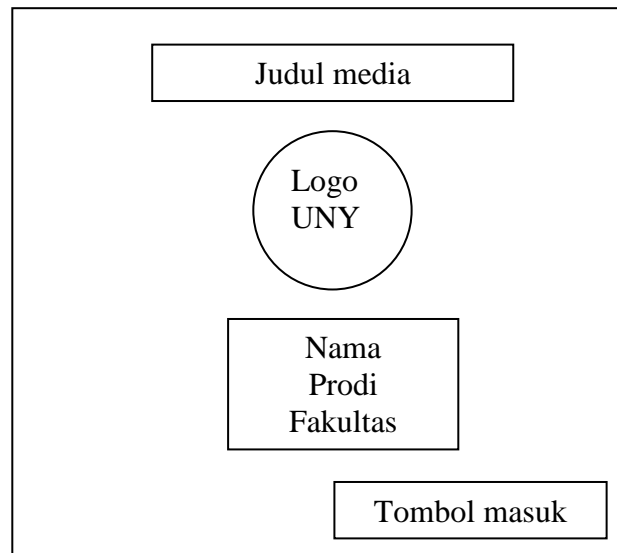 Judul media
Logo
UNY
Nama
Prodi
Fakultas
Tombol masuk